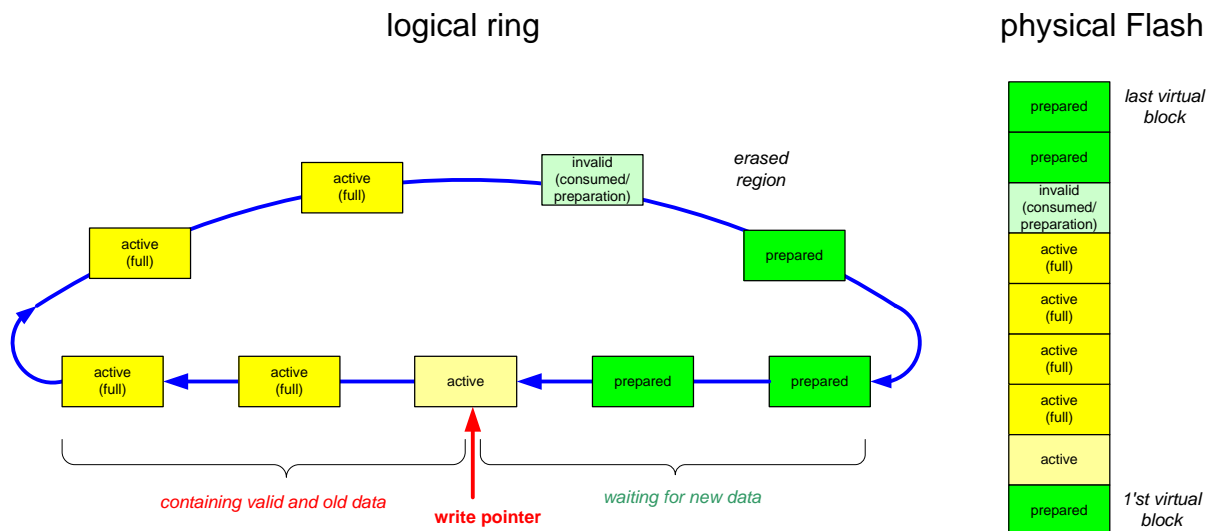 logical ring
physical Flash
active
(full)
invalid
(consumed/
preparation)
erased
region
active
(full)
prepared
active
(full)
active
(full)
active
prepared
prepared
containing valid and old data
waiting for new data
write pointer
prepared
last virtual
block
prepared
invalid
(consumed/
preparation)
active
(full)
active
(full)
active
(full)
active
(full)
active
prepared
1'st virtual
block